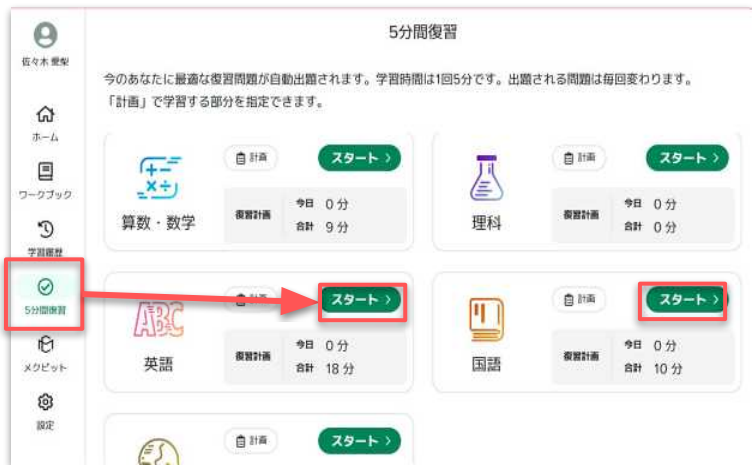 5分間復習
佐々木 愛梨
今のあなたに最適な復習問題が自動出題されます。学習時間は1回5分です。出題される問題は毎回変わります。
「計画」で学習する部分を指定できます。
ホーム
ワークブック
学習履歴
5分間復習
メクビット
設定
計画 スタート
算数・数学
復習計画
今日 0分
合計 9分
計画 スタート
理科
復習計画
今日 0分
合計 0分
計画 スタート
ABC
英語
復習計画
今日 0分
合計 18分
計画 スタート
国語
復習計画
今日 0分
合計 10分
計画 スタート